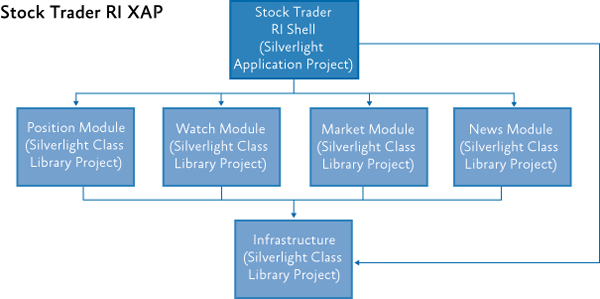 Stock Trader RI XAP
Stock Trader
RI Shell
(Silverlight
Application Project)
Position Module
(Silverlight Class
Library Project)
Watch Module
(Silverlight Class
Library Project)
Market Module
(Silverlight Class
Library Project)
News Module
(Silverlight Class
Library Project)
Infrastructure
(Silverlight Class
Library Project)